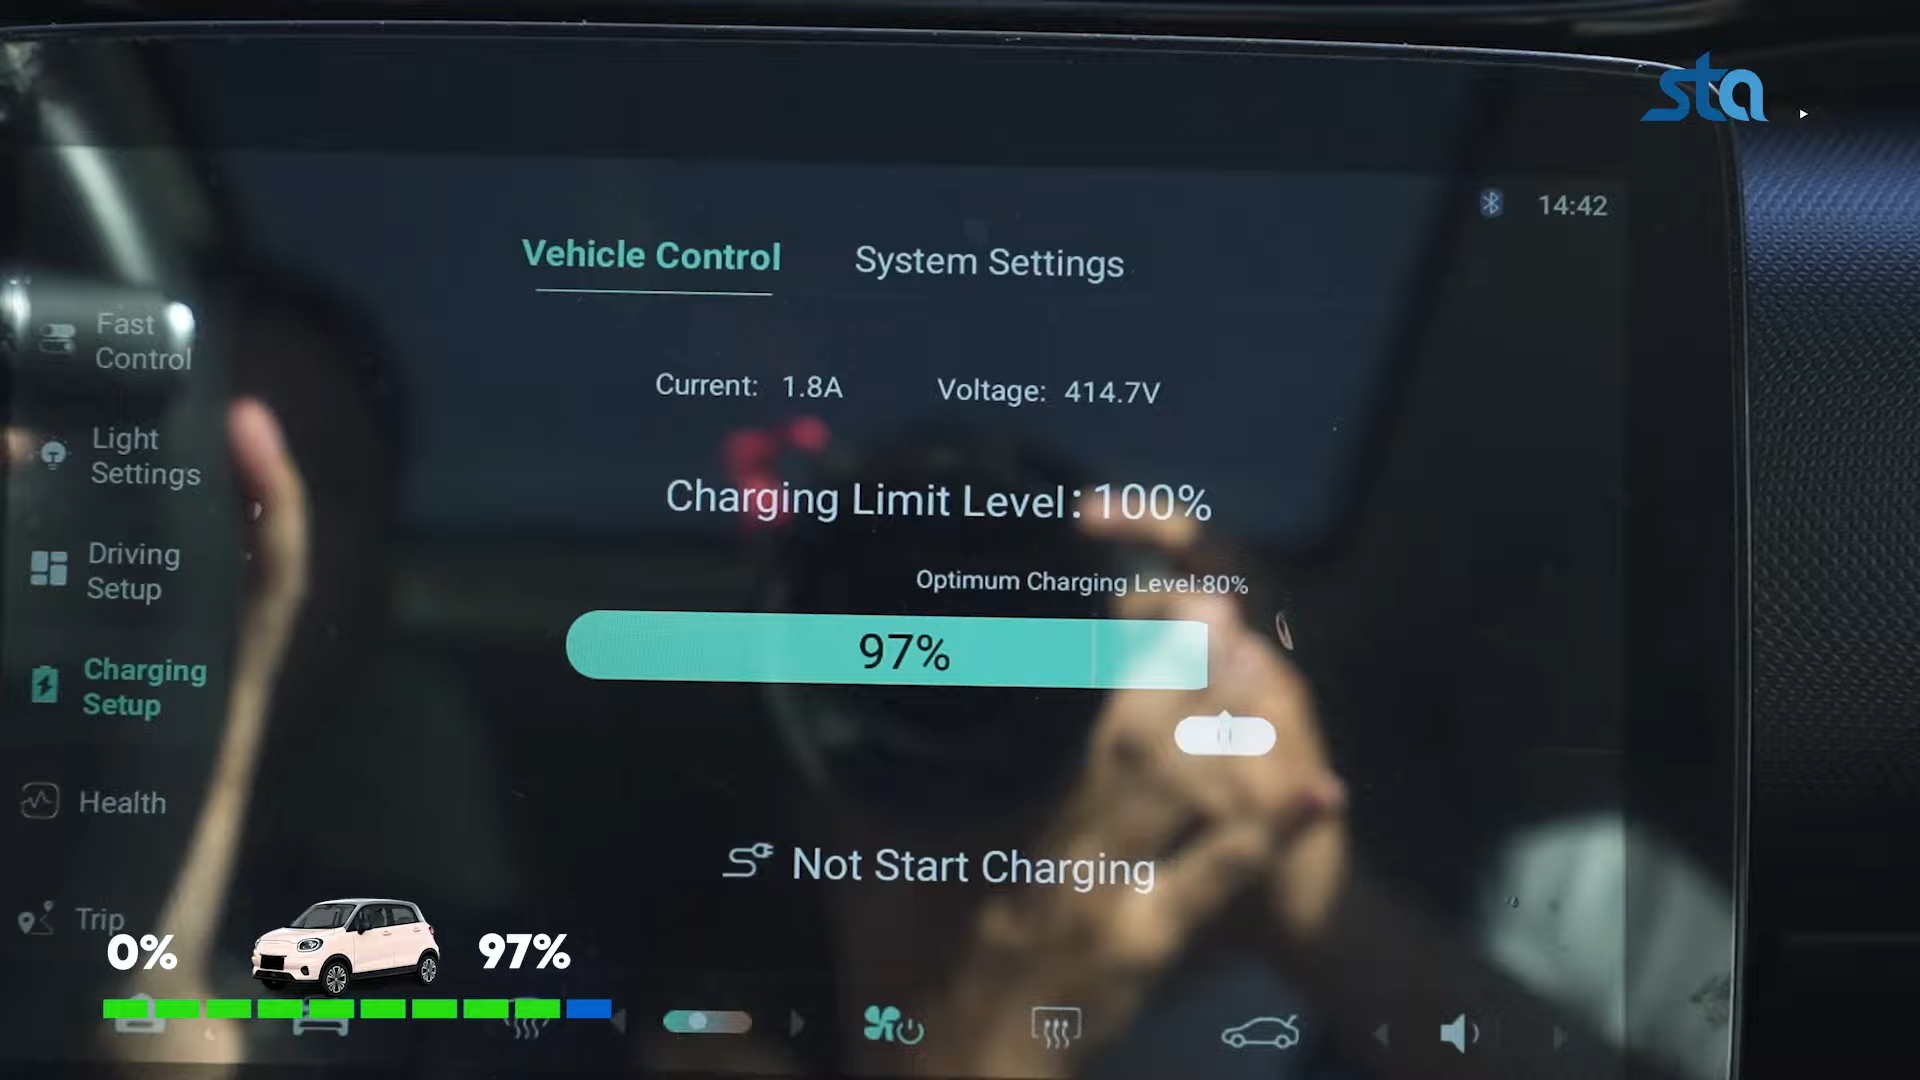 sta
14:42
Vehicle Control
System Settings
Fast
Control
Current: 1.8A
Voltage: 414.7V
Light
Settings
Charging Limit Level: 100%
Driving
Setup
Optimum Charging Level:80%
97%
Charging
Setup
Health
Not Start Charging
Trip
0%
97%